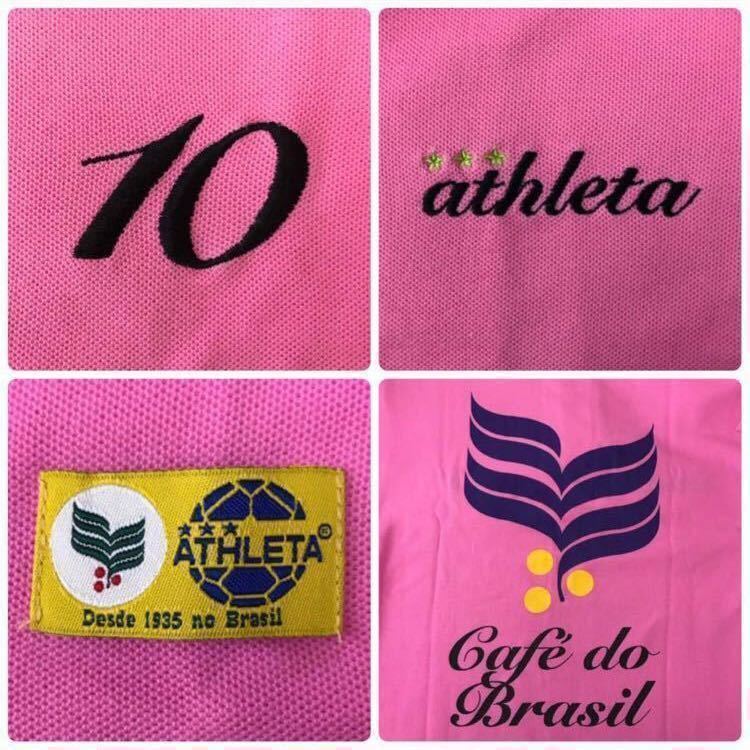 10
athleta
ATHLETA®
Desde 1935 no Brasil
Café do
Brasil